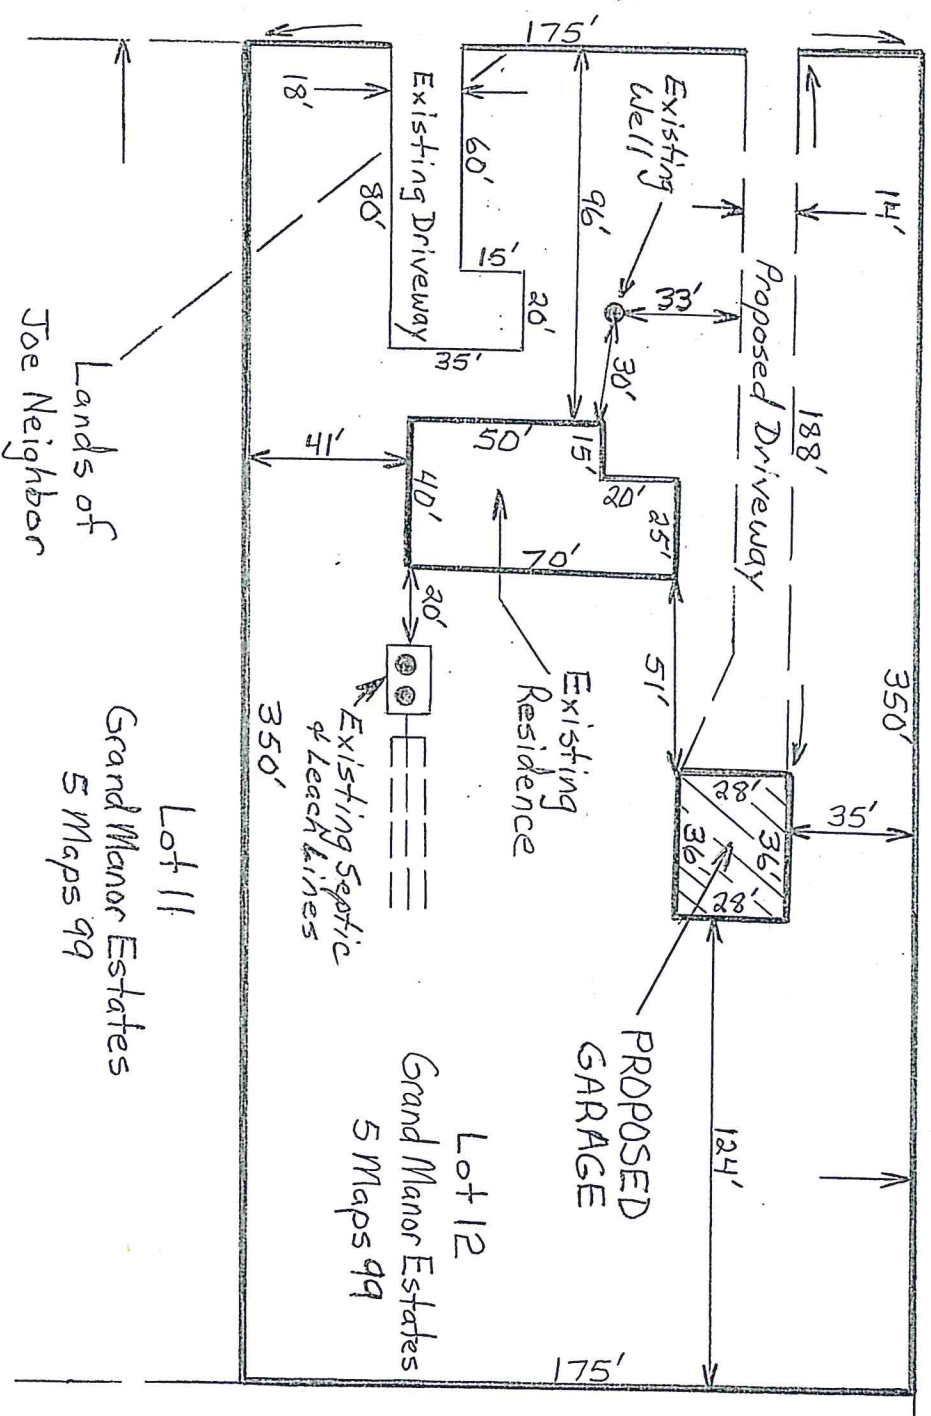 175'
18'
Existing Driveway
60'
80'
15'
20'
35'
96'
Existing
Well
33'
30'
14'
Proposed Driveway
188'
350'
Lands of
Joe Neighbor
41'
50'
15'
20'
40'
25'
70'
20'
51'
Existing
Residence
Existing Septic
& Leach Lines
350'
28'
36'
36'
28'
35'
PROPOSED
GARAGE
124'
Lot 11
Grand Manor Estates
5 Maps 99
Lot 12
Grand Manor Estates
5 Maps 99
175'